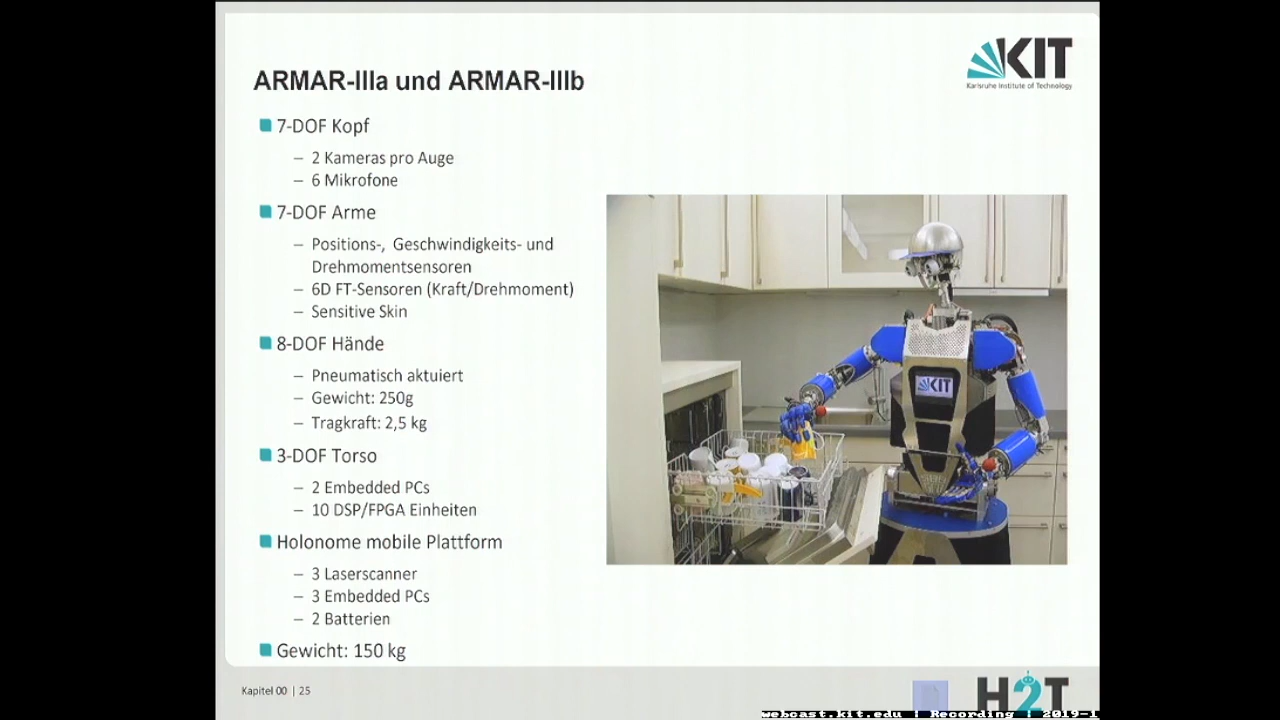 KIT
Karlsruhe Institute of Technology
ARMAR-IIIa und ARMAR-IIIb
7-DOF Kopf
– 2 Kameras pro Auge
– 6 Mikrofone
7-DOF Arme
– Positions-, Geschwindigkeits- und
Drehmomentsensoren
– 6D FT-Sensoren (Kraft/Drehmoment)
– Sensitive Skin
8-DOF Hände
– Pneumatisch aktuiert
– Gewicht: 250g
– Tragkraft: 2,5 kg
3-DOF Torso
– 2 Embedded PCs
– 10 DSP/FPGA Einheiten
Holonome mobile Plattform
– 3 Laserscanner
– 3 Embedded PCs
– 2 Batterien
Gewicht: 150 kg
KIT
Kapitel 00 | 25
H2T
webcast.kit.edu ! Recording ! 2019-1